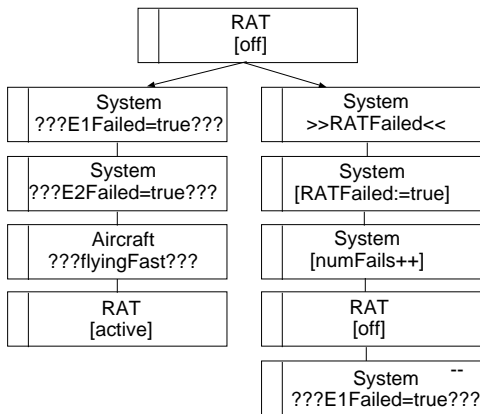 RAT
[off]
System
???E1Failed=true???
System
???E2Failed=true???
Aircraft
???flyingFast???
RAT
[active]
System
>>RATFailed<<
System
[RATFailed:=true]
System
[numFails++]
RAT
[off]
System --
???E1Failed=true???